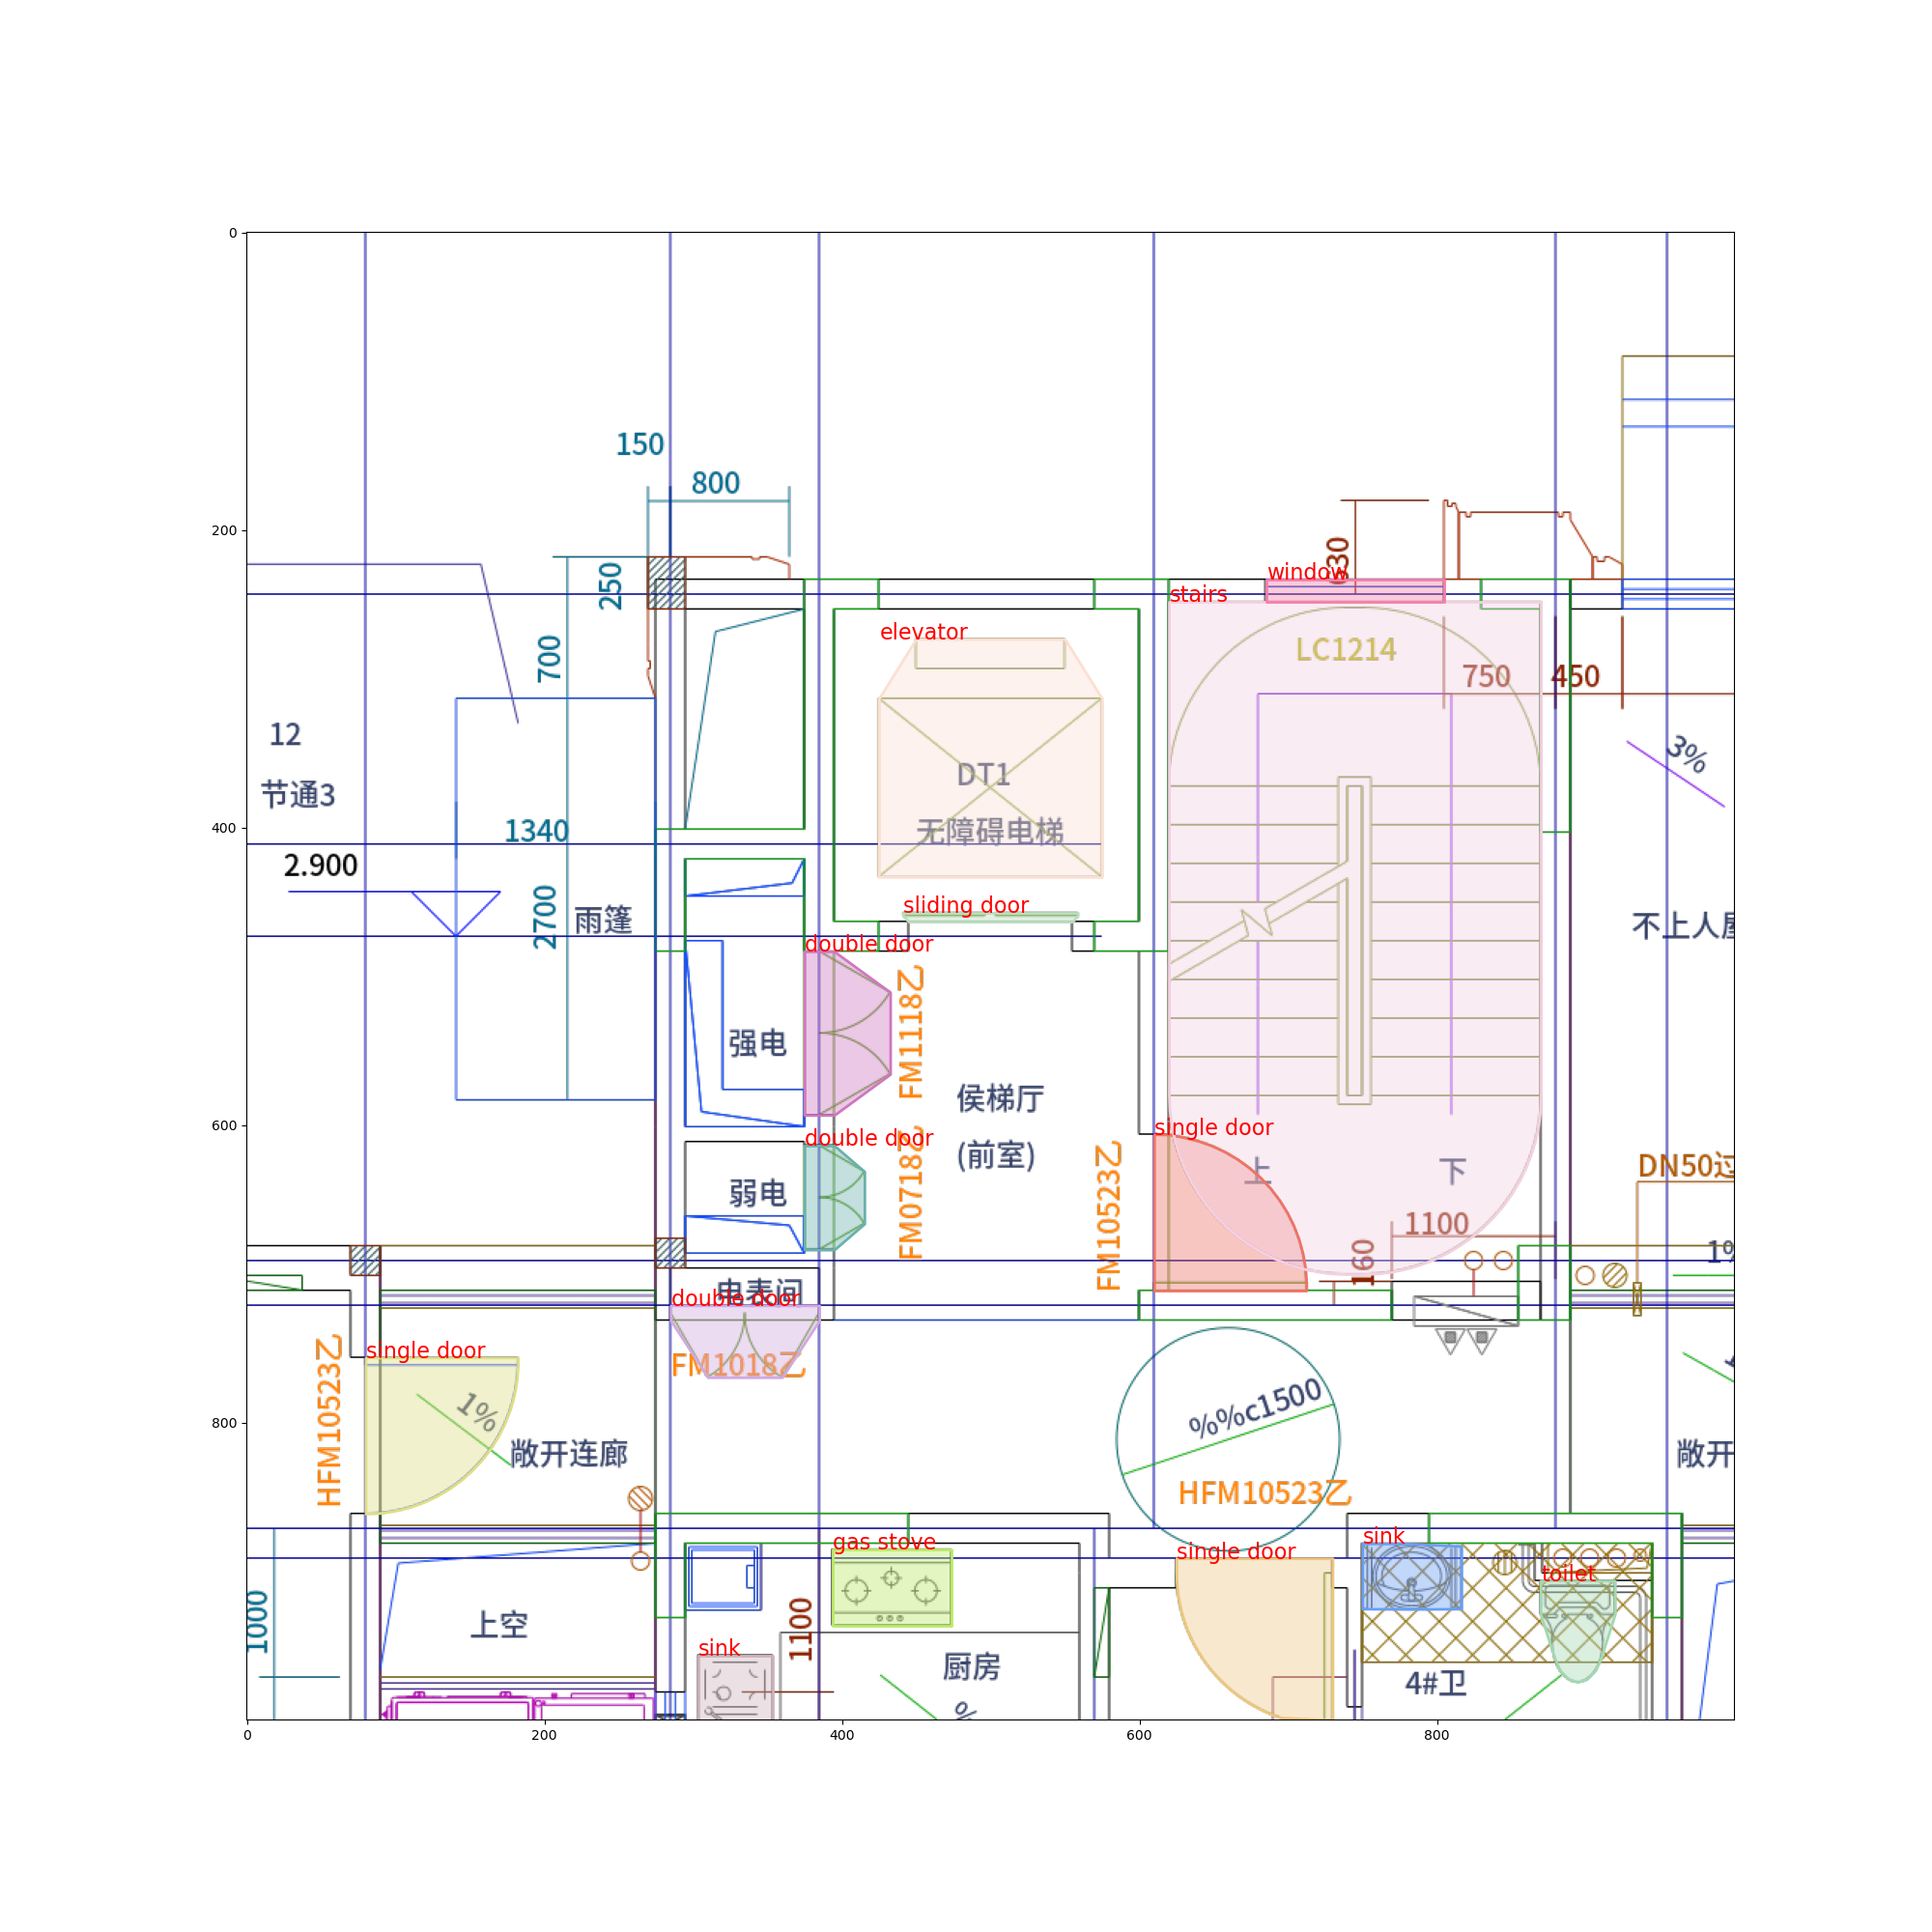 0
200
400
600
800
0
200
400
600
800
150
800
250
700
830
window
stairs
elevator
LC1214
750
450
12
节通3
3%
DT1
无障碍电梯
1340
2.900
2700
雨篷
sliding door
不上人
double door
FM1118乙
强电
侯梯厅
(前室)
double door
FM0718乙
弱电
single door
FM10523乙
上
下
DN50过
1100
160
1%
电表间
double door
FM1018乙
single door
HFM10523乙
1%
敞开连廊
%%c1500
HFM10523乙
敞开
gas stove
single door
sink
toilet
1000
上空
1100
sink
厨房
%
4#卫